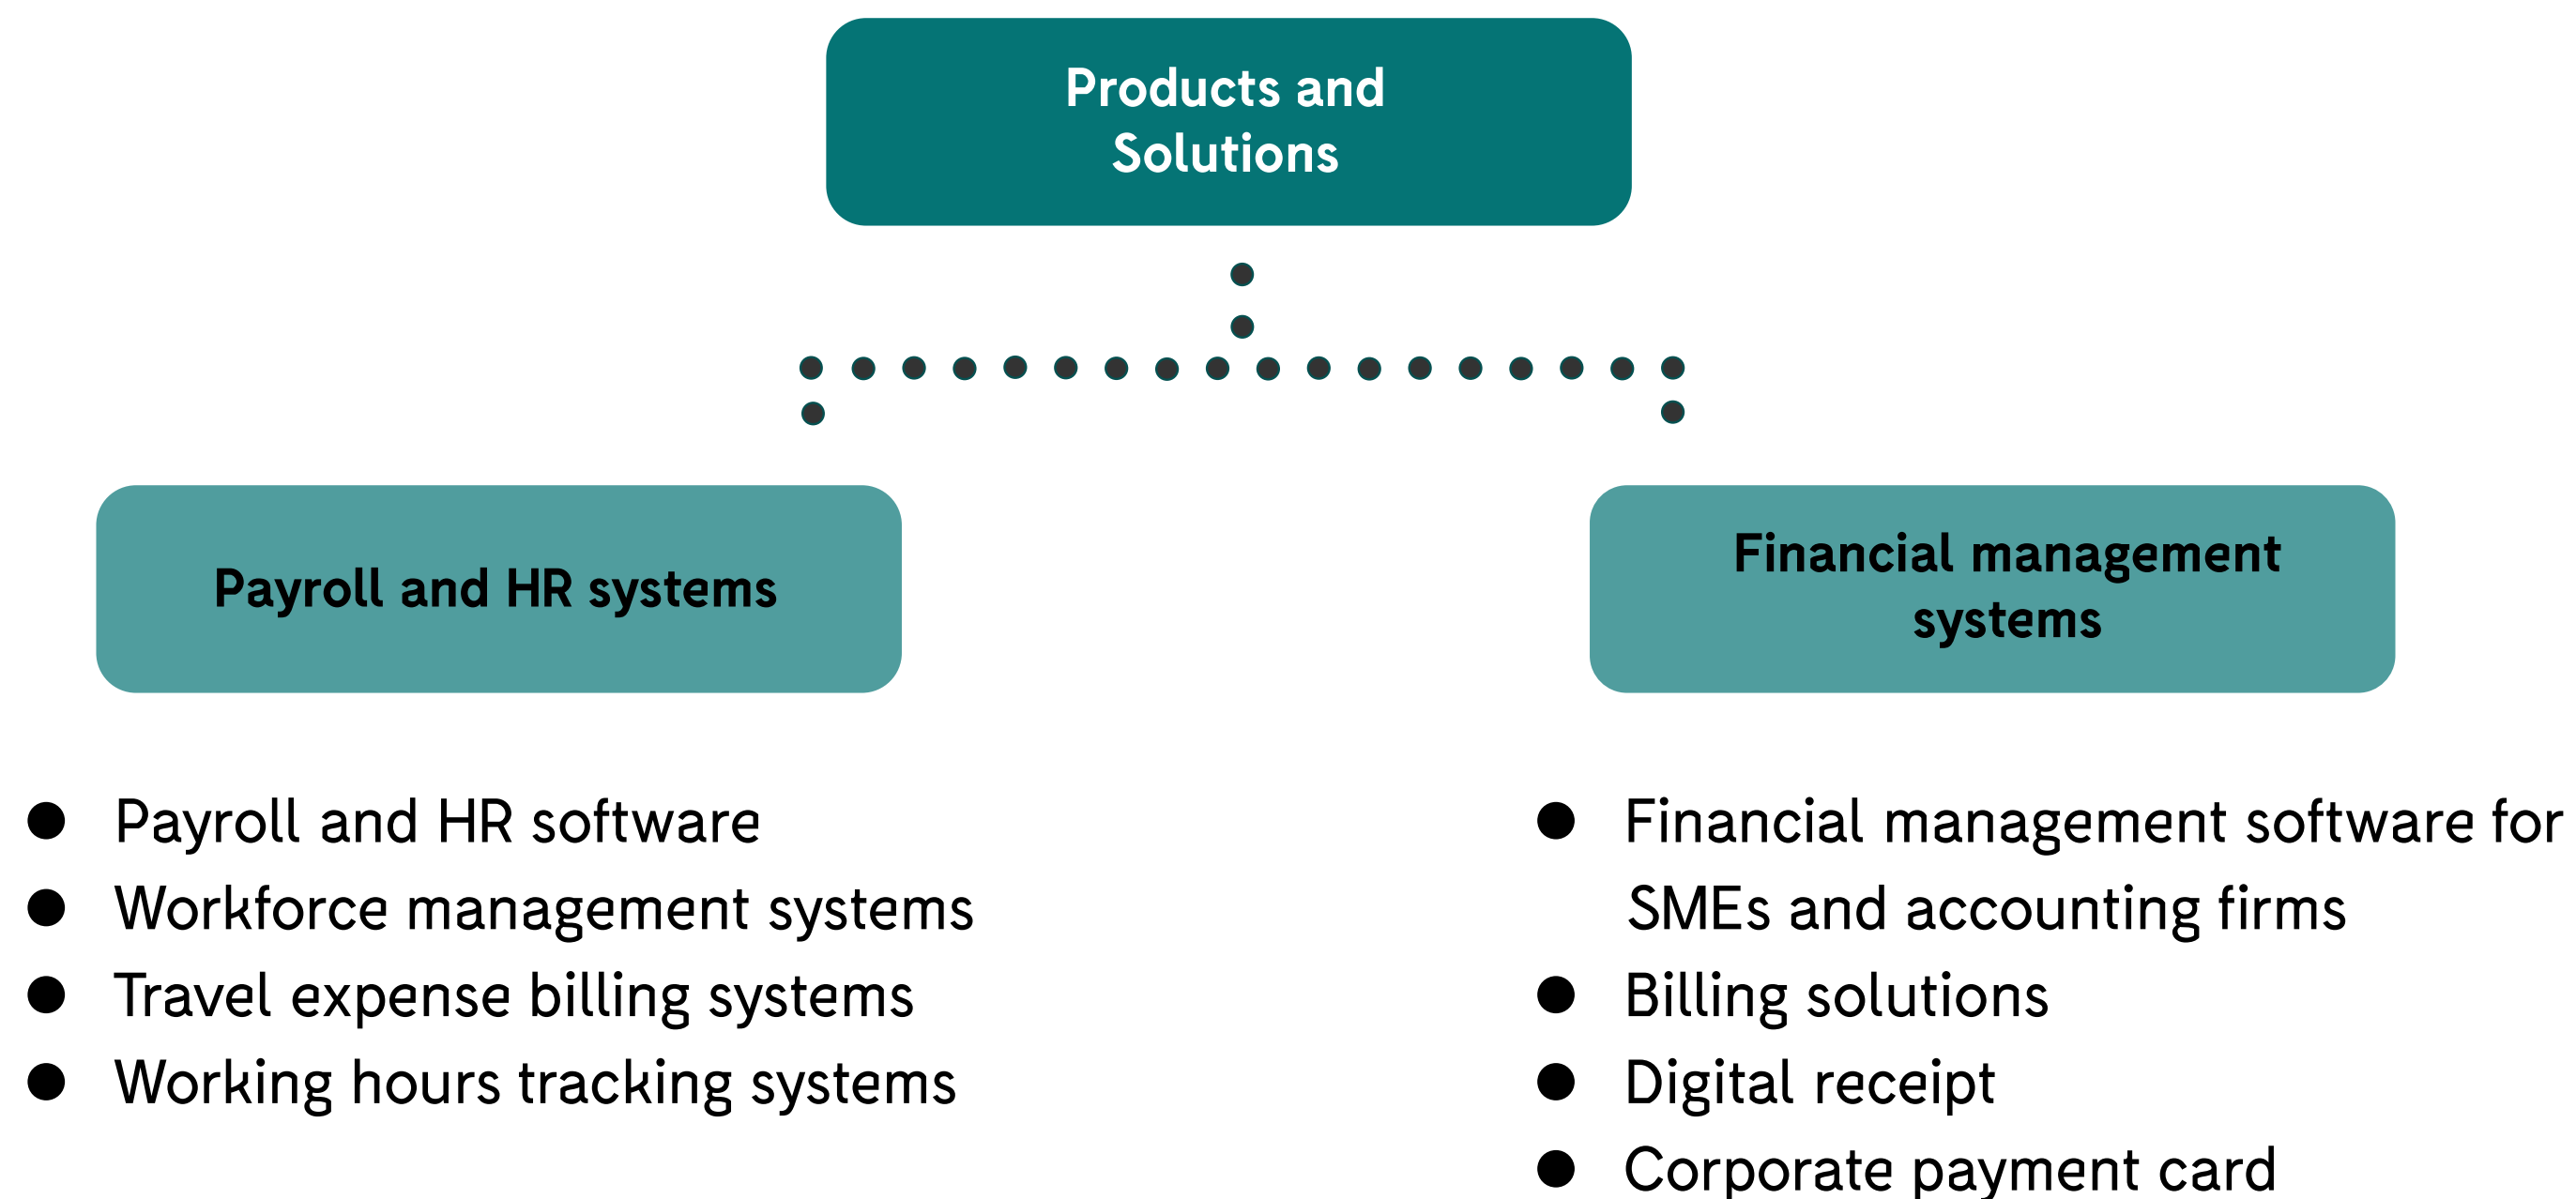 Products and
Solutions
Payroll and HR systems
Financial management
systems
● Payroll and HR software
● Workforce management systems
● Travel expense billing systems
● Working hours tracking systems
● Financial management software for
SMEs and accounting firms
● Billing solutions
● Digital receipt
● Corporate payment card